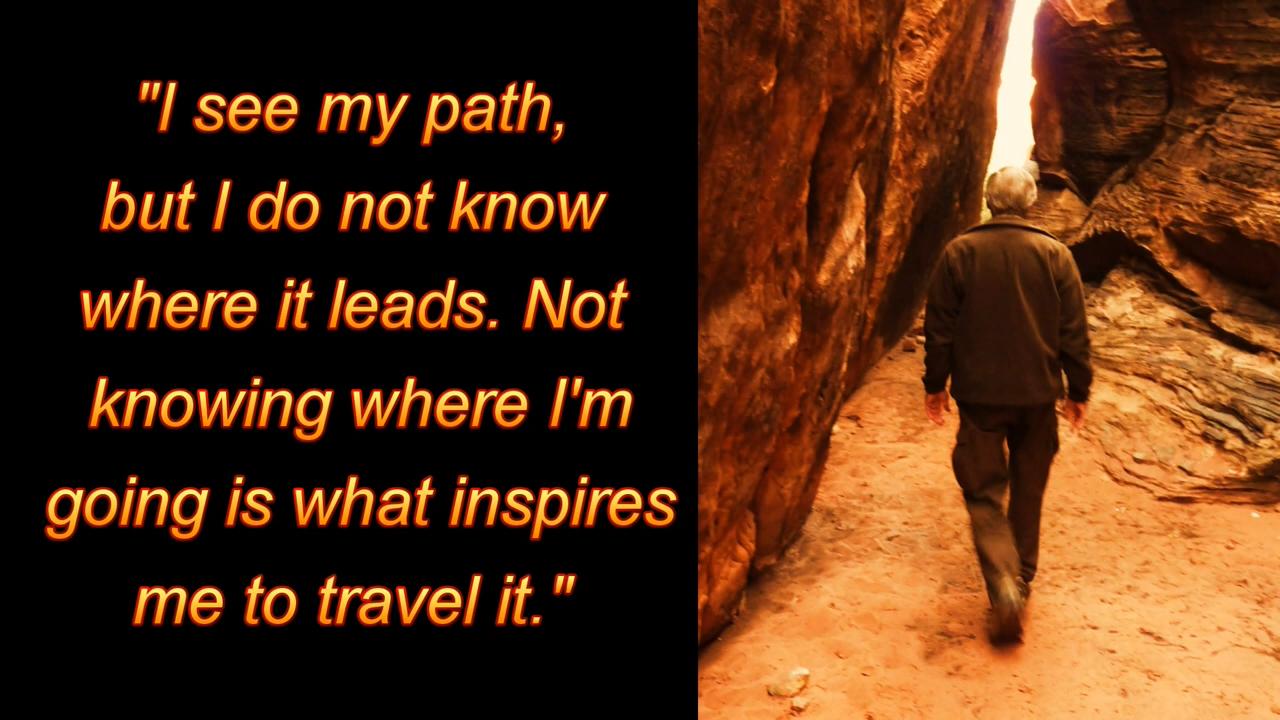 "I see my path,
but I do not know
where it leads. Not
knowing where I'm
going is what inspires
me to travel it."